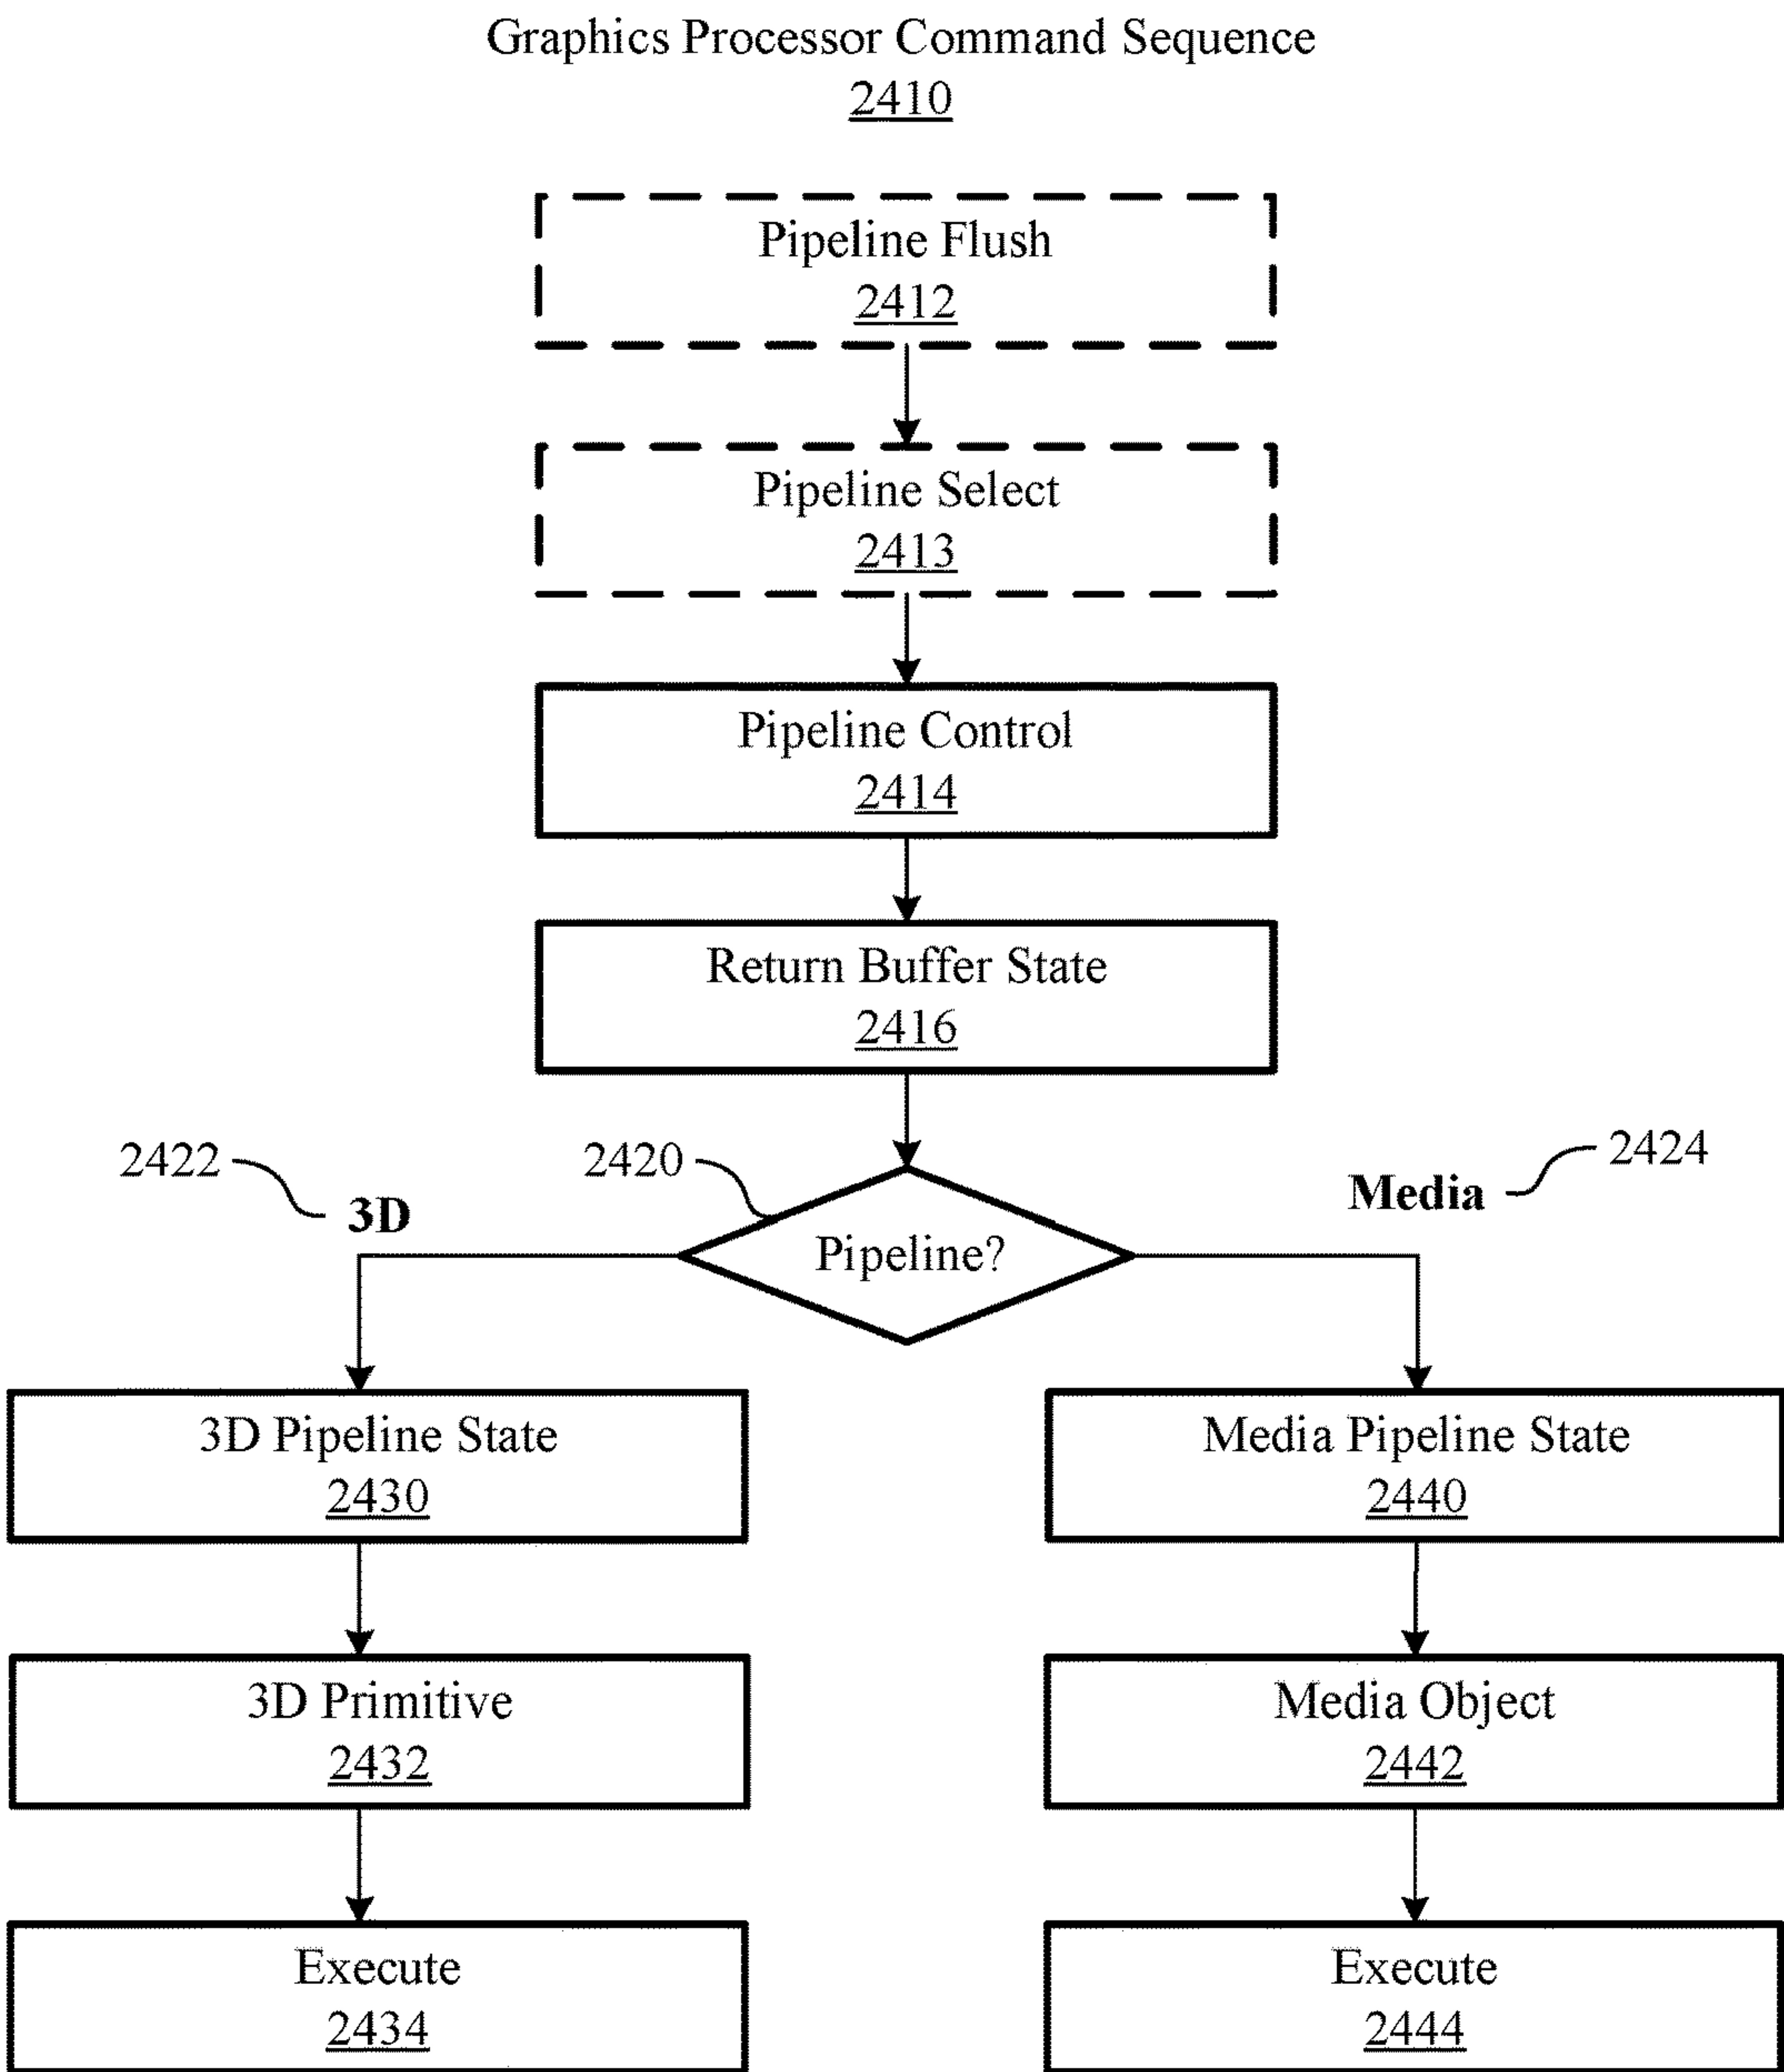 Graphics Processor Command Sequence
2410
Pipeline Flush
2412
Pipeline Select
2413
Pipeline Control
2414
Return Buffer State
2416
2422
2420
2424
3D
Media
Pipeline?
3D Pipeline State
2430
Media Pipeline State
2440
3D Primitive
2432
Media Object
2442
Execute
2434
Execute
2444